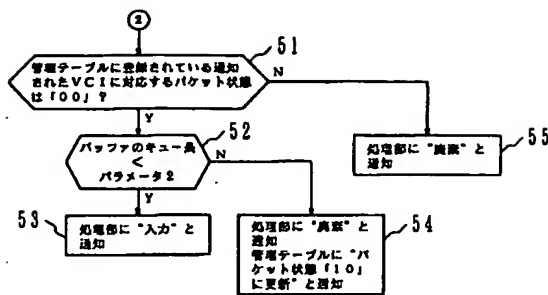 2
51
管理テーブルに登録されている通知
されたVCIに対応するパケット状態
は「00」?
N
Y
52
バッファのキュー長
<
パラメータ2
N
Y
55
処理部に"廃棄"と
通知
53
処理部に"入力"と
通知
54
処理部に"廃棄"と
通知
管理テーブルに"パ
ケット状態「10」
に更新"と通知